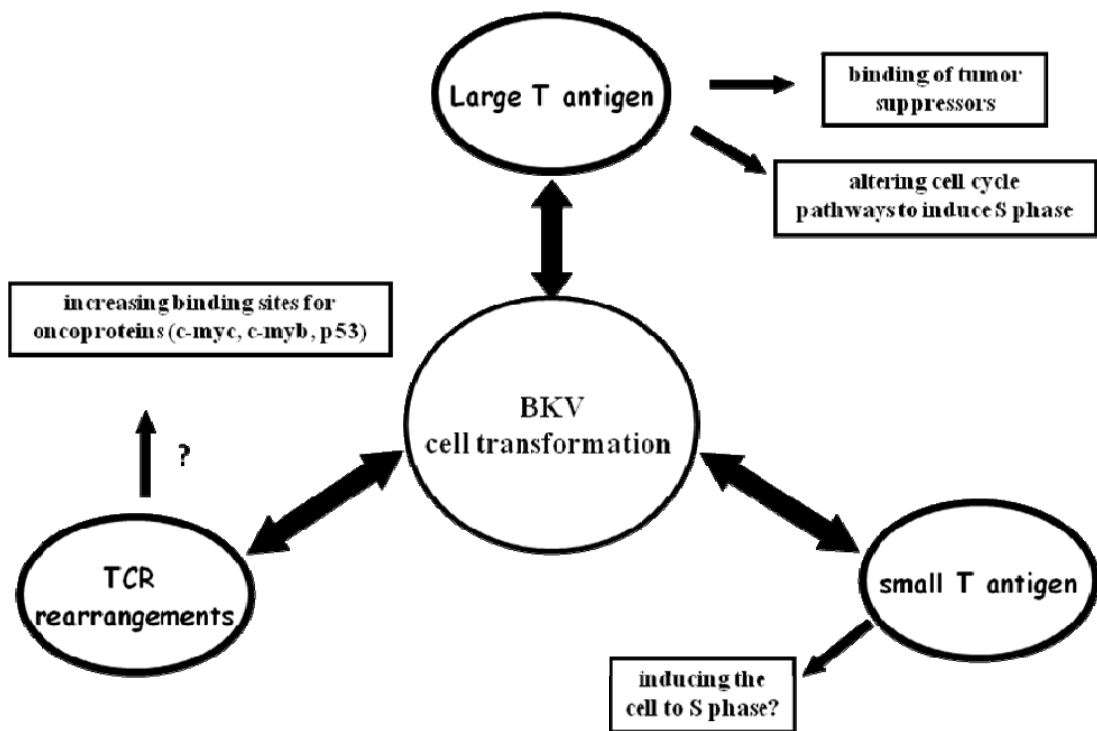 Large T antigen
binding of tumor
suppressors
altering cell cycle
pathways to induce S phase
increasing binding sites for
oncoproteins (c-myc, c-myb, p53)
?
BKV
cell transformation
TCR
rearrangements
small T antigen
inducing the
cell to S phase?